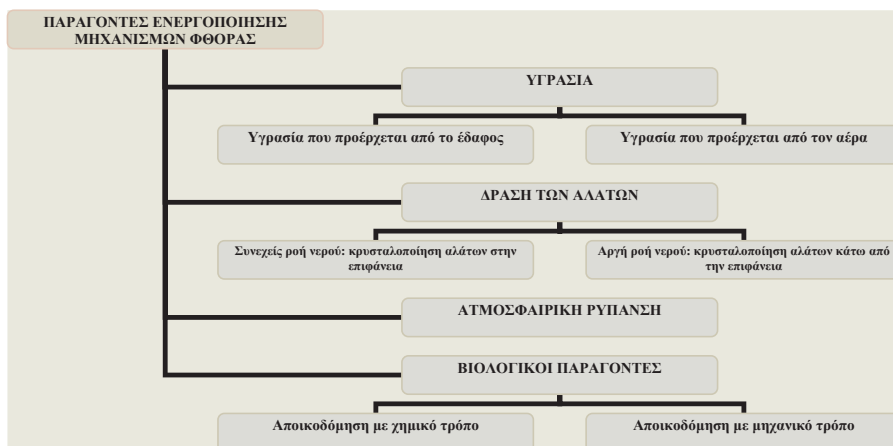 ΠΑΡΑΓΟΝΤΕΣ ΕΝΕΡΓΟΠΟΙΗΣΗΣ
ΜΗΧΑΝΙΣΜΩΝ ΦΘΟΡΑΣ
ΥΓΡΑΣΙΑ
Υγρασία που προέρχεται από το έδαφος
Υγρασία που προέρχεται από τον αέρα
ΔΡΑΣΗ ΤΩΝ ΑΛΑΤΩΝ
Συνεχείς ροή νερού: κρυσταλοποίηση αλάτων στην
επιφάνεια
Αργή ροή νερού: κρυσταλοποίηση αλάτων κάτω από
την επιφάνεια
ΑΤΜΟΣΦΑΙΡΙΚΗ ΡΥΠΑΝΣΗ
ΒΙΟΛΟΓΙΚΟΙ ΠΑΡΑΓΟΝΤΕΣ
Αποικοδόμηση με χημικό τρόπο
Αποικοδόμηση με μηχανικό τρόπο